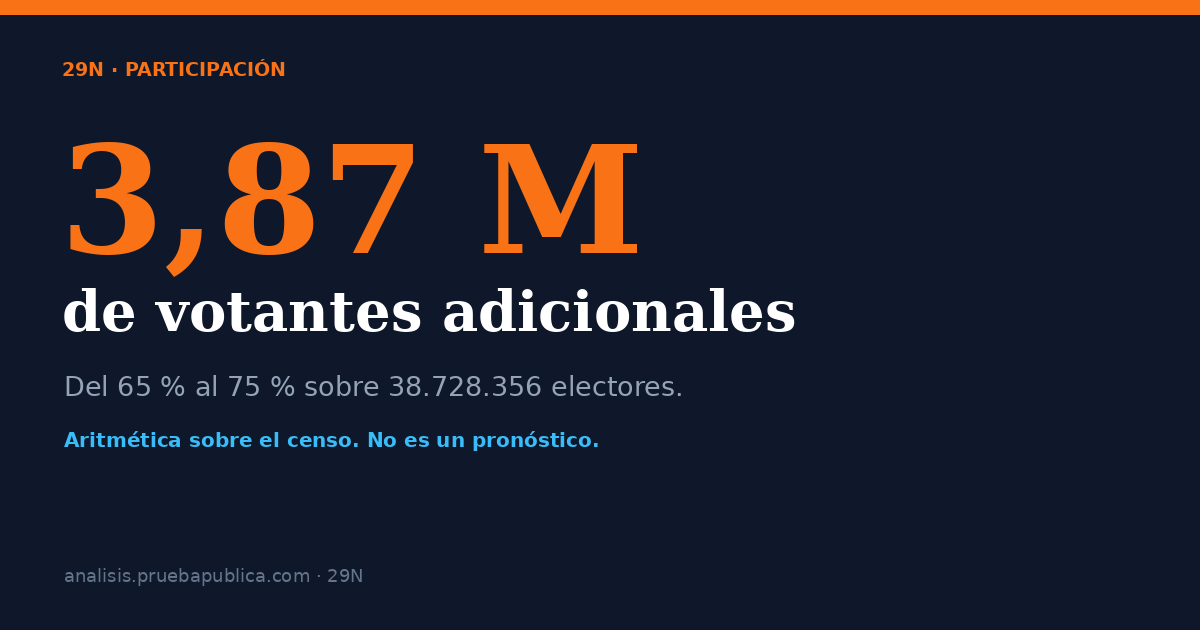 29N · PARTICIPACIÓN
3,87 M
de votantes adicionales
Del 65 % al 75 % sobre 38.728.356 electores.
Aritmética sobre el censo. No es un pronóstico.
analisis.pruebapublica.com · 29N